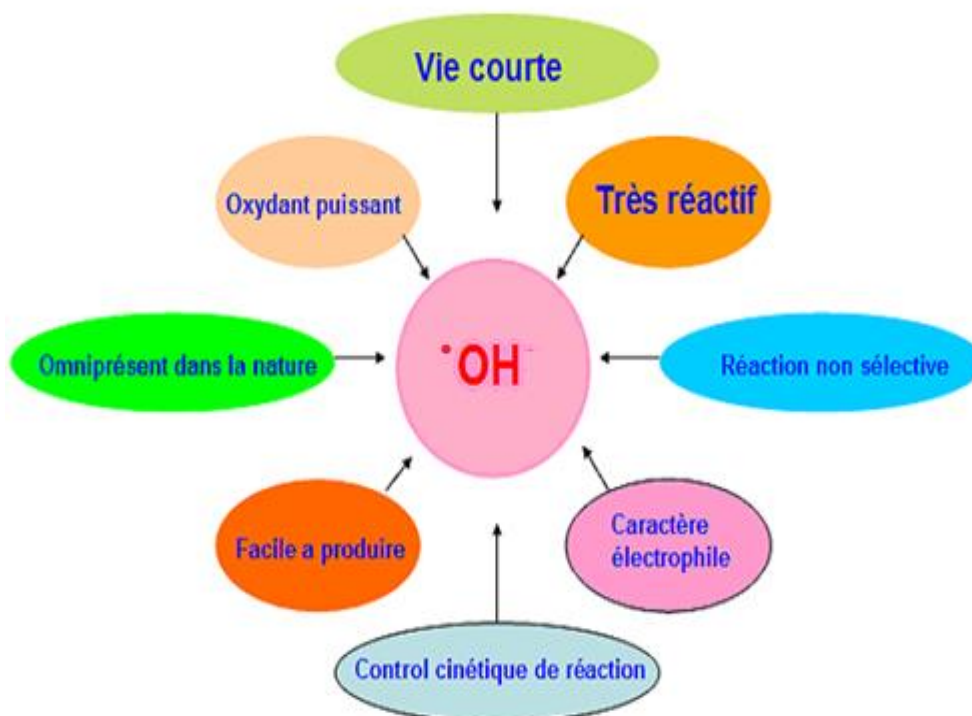 Vie courte
Oxydant puissant
Très réactif
Omniprésent dans la nature
•OH
Réaction non sélective
Facile a produire
Caractère
électrophile
Control cinétique de réaction